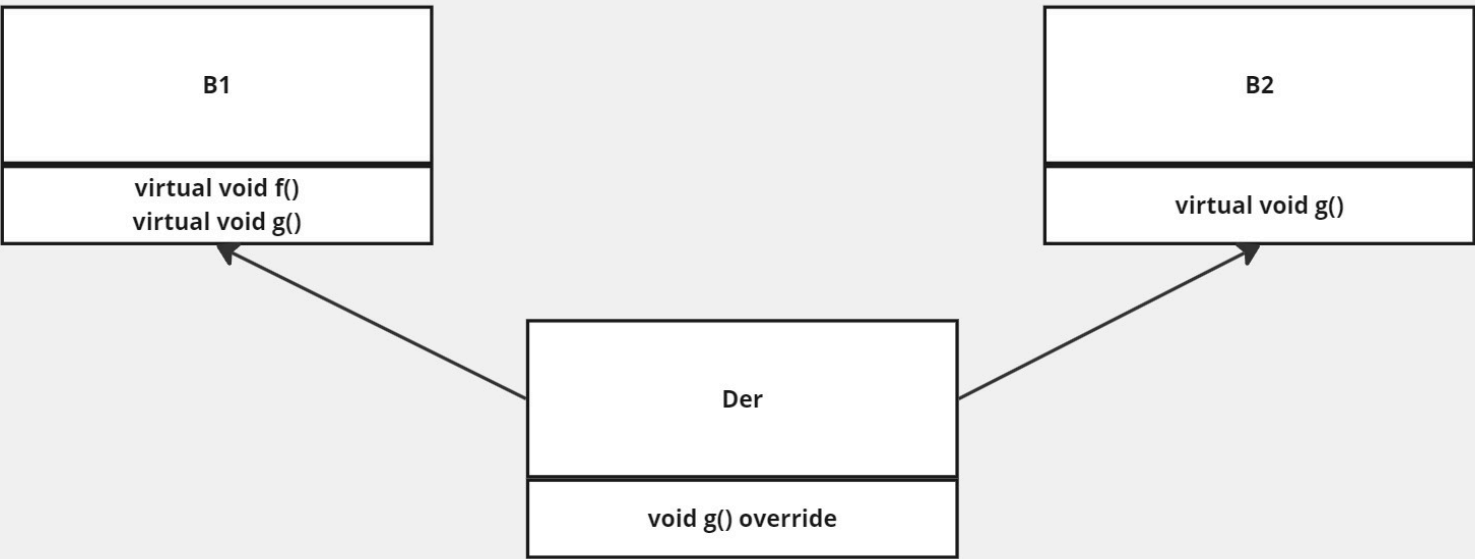 B1
virtual void f()
virtual void g()
B2
virtual void g()
Der
void g() override